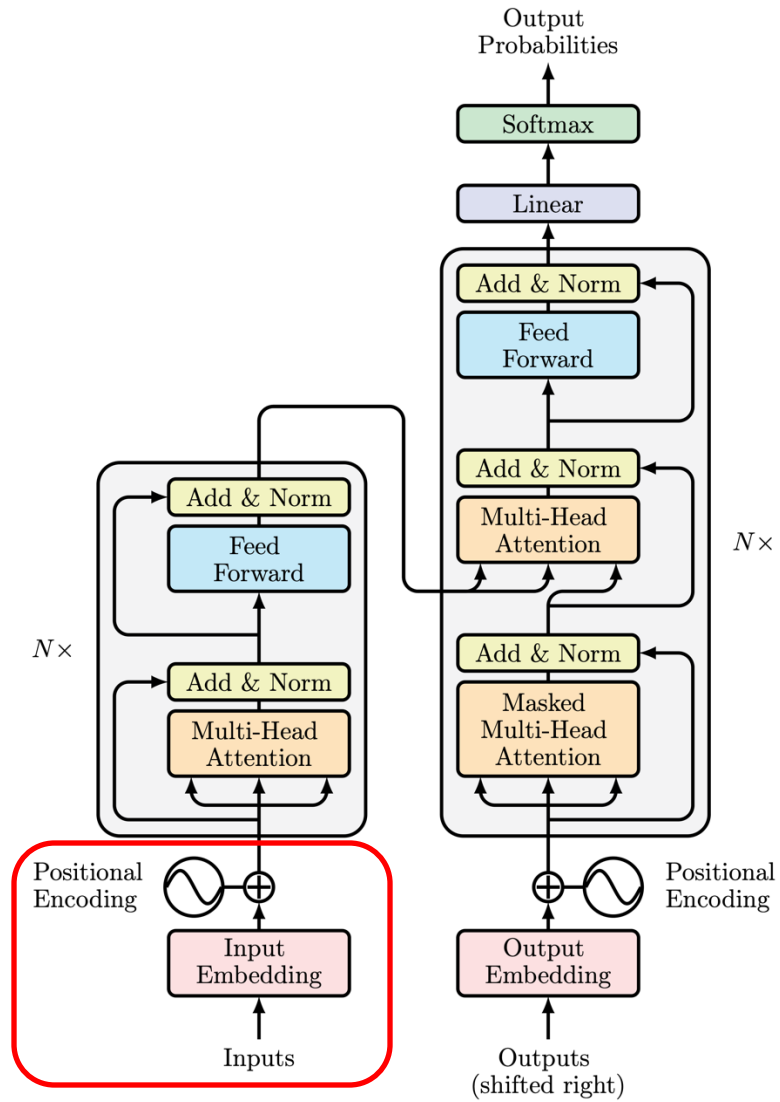 Output
Probabilities
Softmax
Linear
Add & Norm
Feed
Forward
Add & Norm
Multi-Head
Attention
N×
Add & Norm
Masked
Multi-Head
Attention
Positional
Encoding
Output
Embedding
Outputs
(shifted right)
Add & Norm
Feed
Forward
N×
Add & Norm
Multi-Head
Attention
Positional
Encoding
Input
Embedding
Inputs